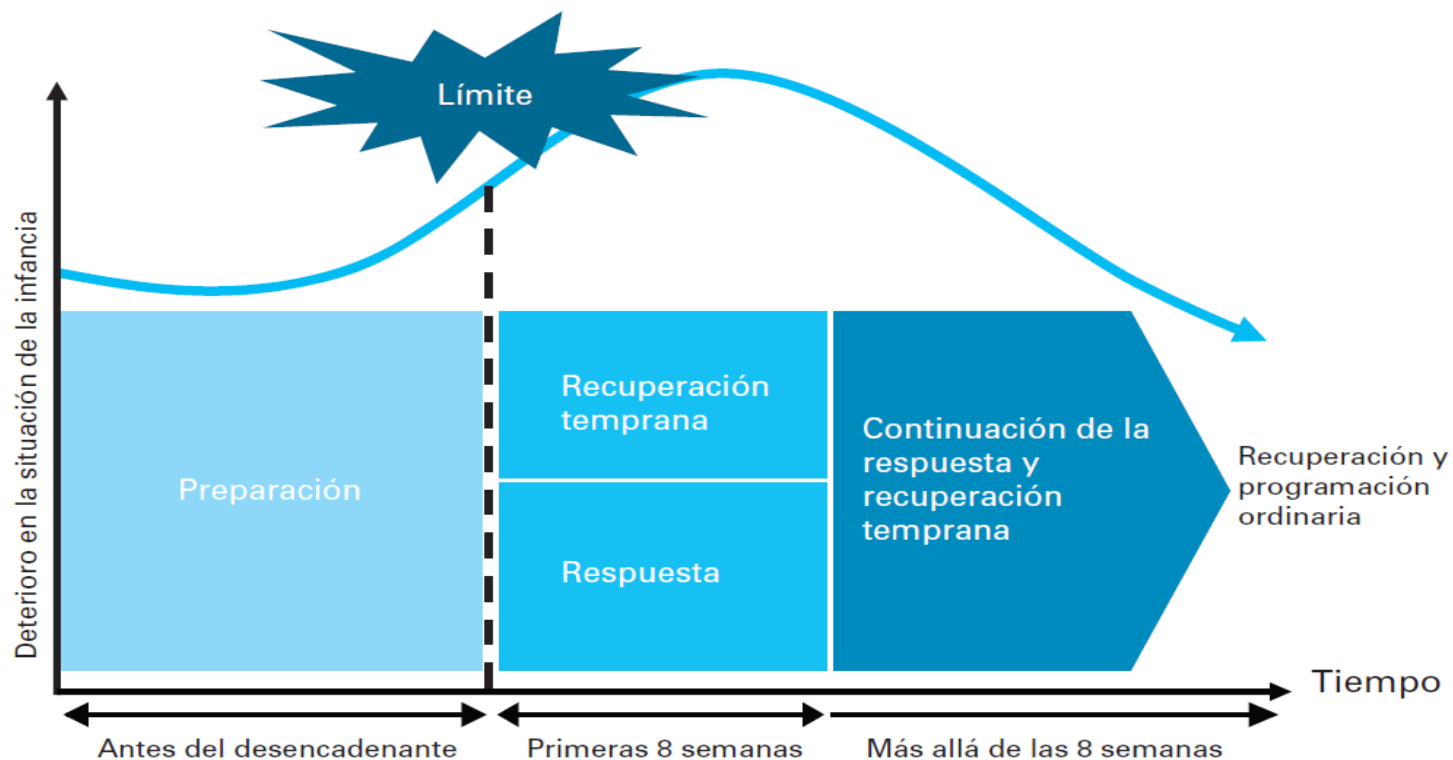 Límite
Deterioro en la situación de la infancia
Preparación
Recuperación
temprana
Respuesta
Continuación de la
respuesta y
recuperación
temprana
Recuperación y
programación
ordinaria
Tiempo
Antes del desencadenante
Primeras 8 semanas
Más allá de las 8 semanas